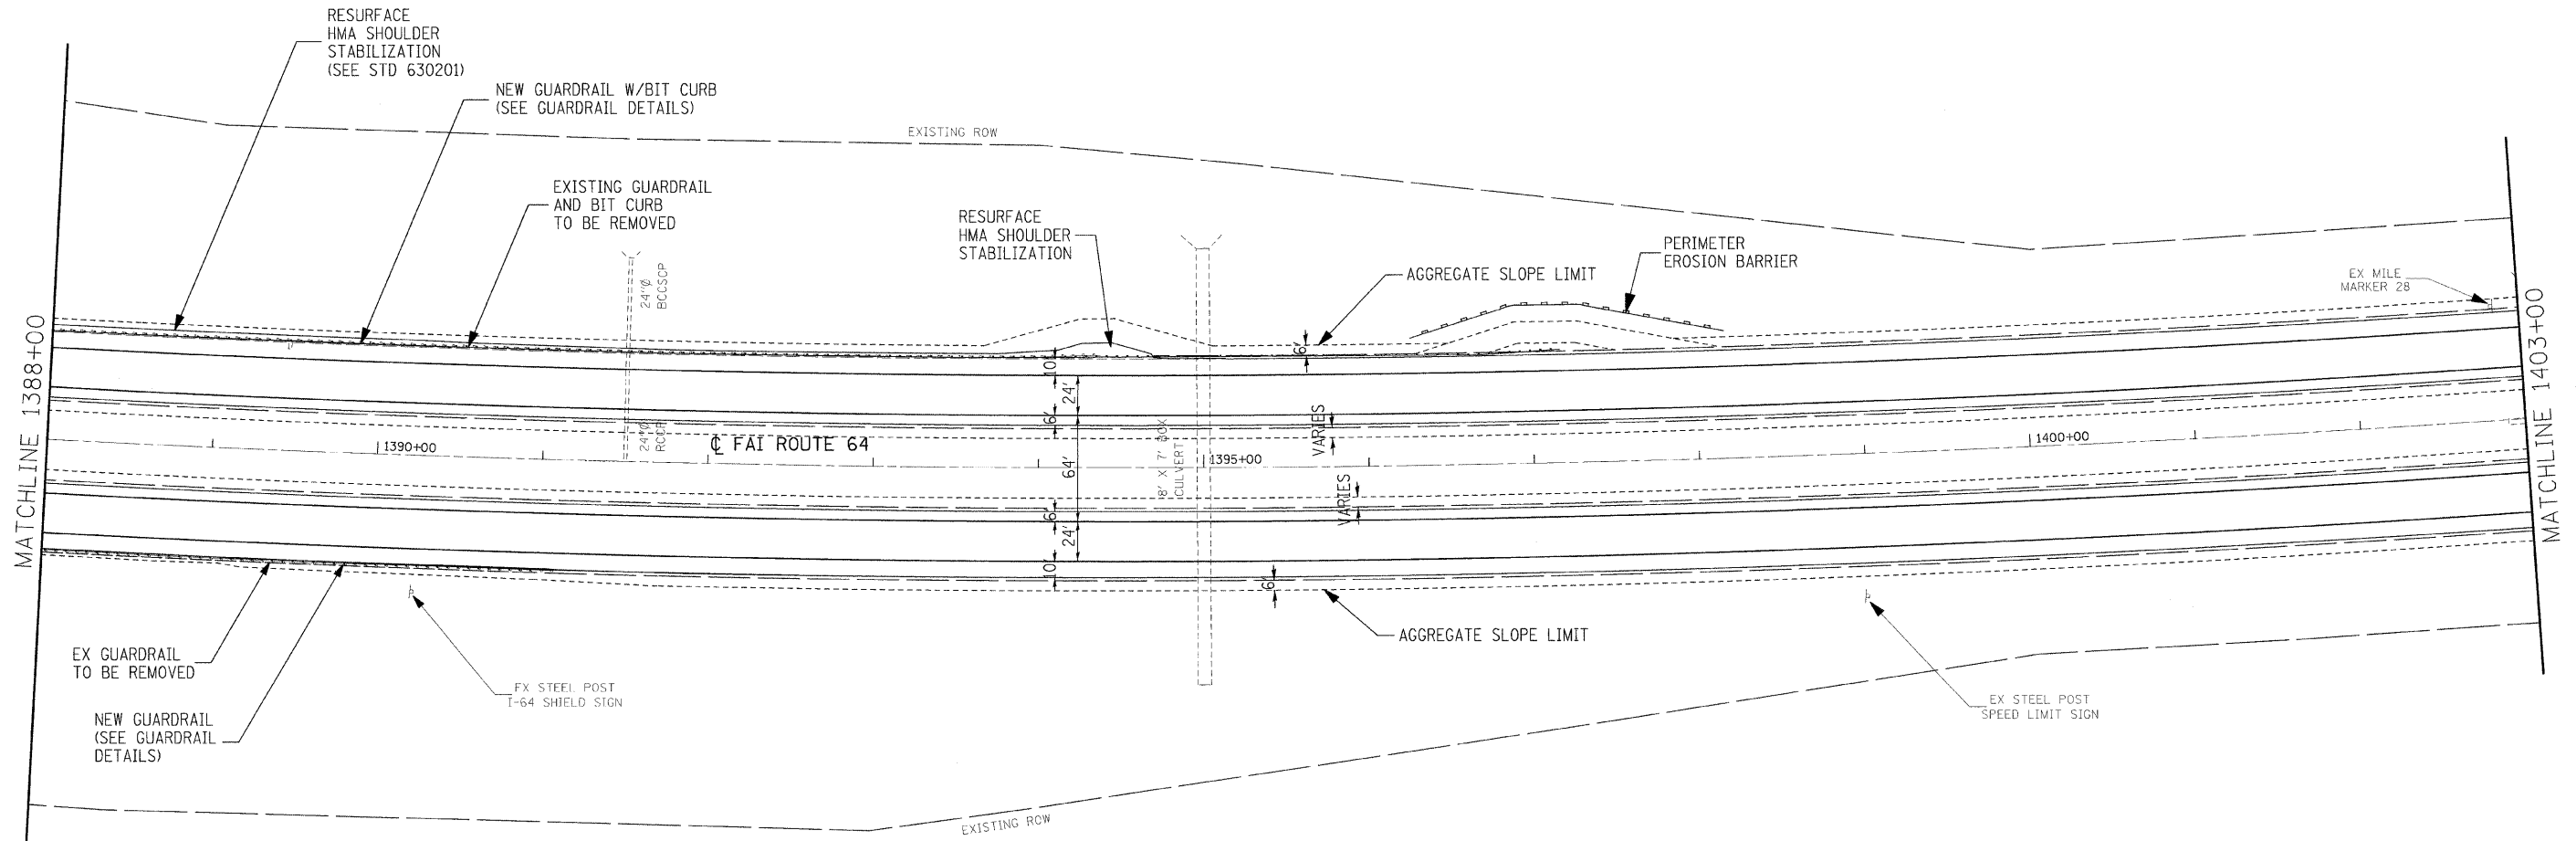 RESURFACE
HMA SHOULDER
STABILIZATION
(SEE STD 630201)
NEW GUARDRAIL W/BIT CURB
(SEE GUARDRAIL DETAILS)
EXISTING ROW
EXISTING GUARDRAIL
AND BIT CURB
TO BE REMOVED
24"Ø
BCCSCP
RESURFACE
HMA SHOULDER
STABILIZATION
AGGREGATE SLOPE LIMIT
PERIMETER
EROSION BARRIER
EX MILE
MARKER 28
MATCHLINE 1388+00
MATCHLINE 1403+00
6'
10'
24'
6'
VARIES
24"Ø
RCCP
1390+00
℄ FAI ROUTE 64
64'
8' X 7' BOX
CULVERT
1395+00
1400+00
VARIES
6'
24'
10'
6'
AGGREGATE SLOPE LIMIT
EX GUARDRAIL
TO BE REMOVED
EX STEEL POST
I-64 SHIELD SIGN
EX STEEL POST
SPEED LIMIT SIGN
NEW GUARDRAIL
(SEE GUARDRAIL
DETAILS)
EXISTING ROW